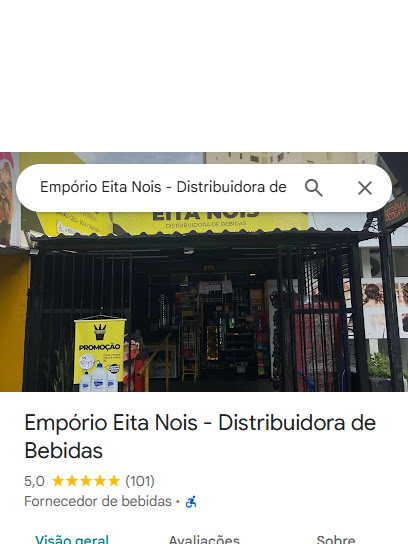 Empório Eita Nois - Distribuidora de
EITA NOIS
DISTRIBUIDORA DE BEBIDAS
PROMOÇÃO
Empório Eita Nois - Distribuidora de
Bebidas
5,0 (101)
Fornecedor de bebidas ·
Visão geral Avaliações Sobre